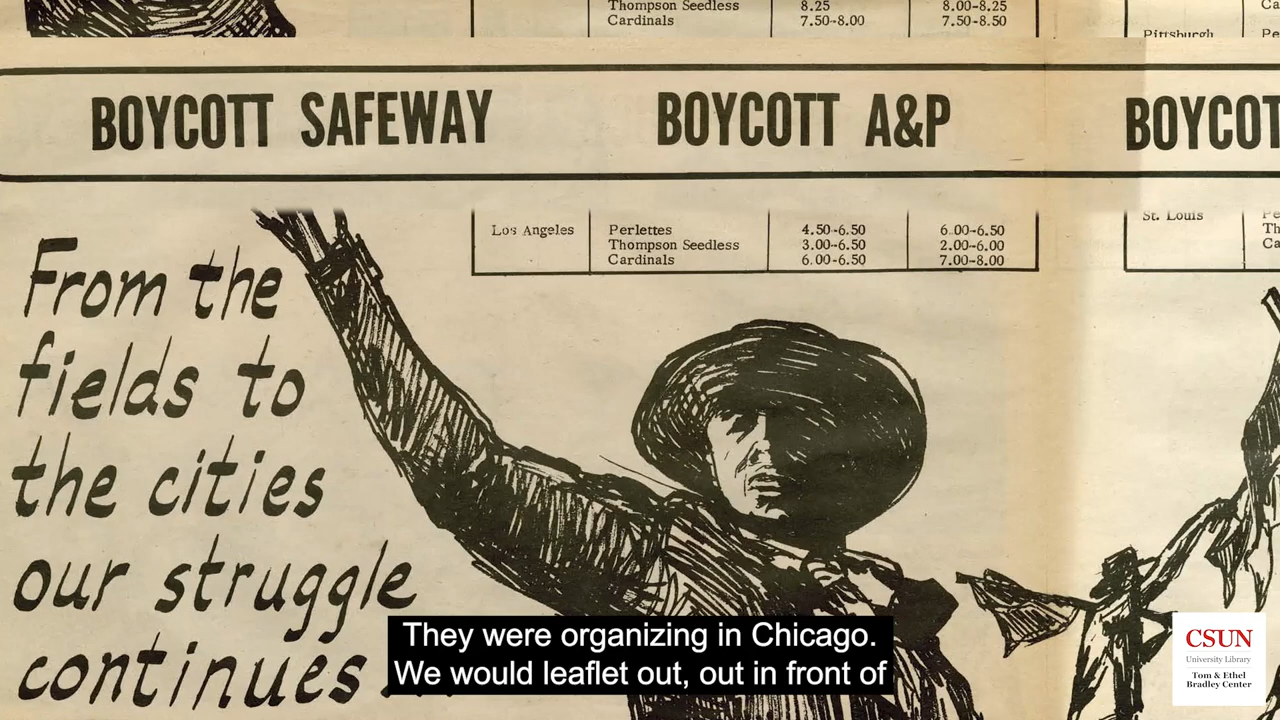 Thompson Seedless 8.25 8.00-8.25
Cardinals 7.50-8.00 7.50-8.50
Pittsburgh
BOYCOTT SAFEWAY BOYCOTT A&P BOYCOT
Los Angeles Perlettes 4.50-6.50 6.00-6.50
Thompson Seedless 3.00-6.50 2.00-6.00
Cardinals 6.00-6.50 7.00-8.00
St. Louis Pe
Th
Ca
From the
fields to
the cities
our struggle
continues
They were organizing in Chicago.
We would leaflet out, out in front of
CSUN
University Library
Tom & Ethel
Bradley Center